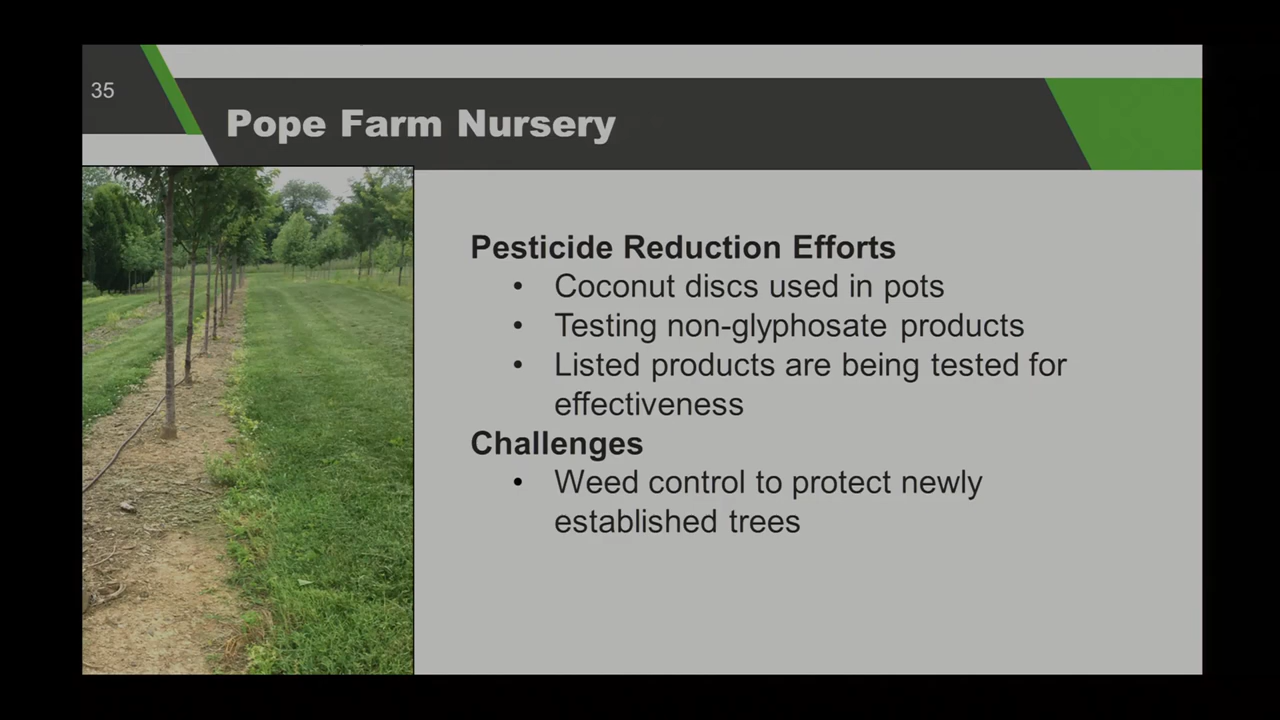 35
Pope Farm Nursery
Pesticide Reduction Efforts
• Coconut discs used in pots
• Testing non-glyphosate products
• Listed products are being tested for
effectiveness
Challenges
• Weed control to protect newly
established trees